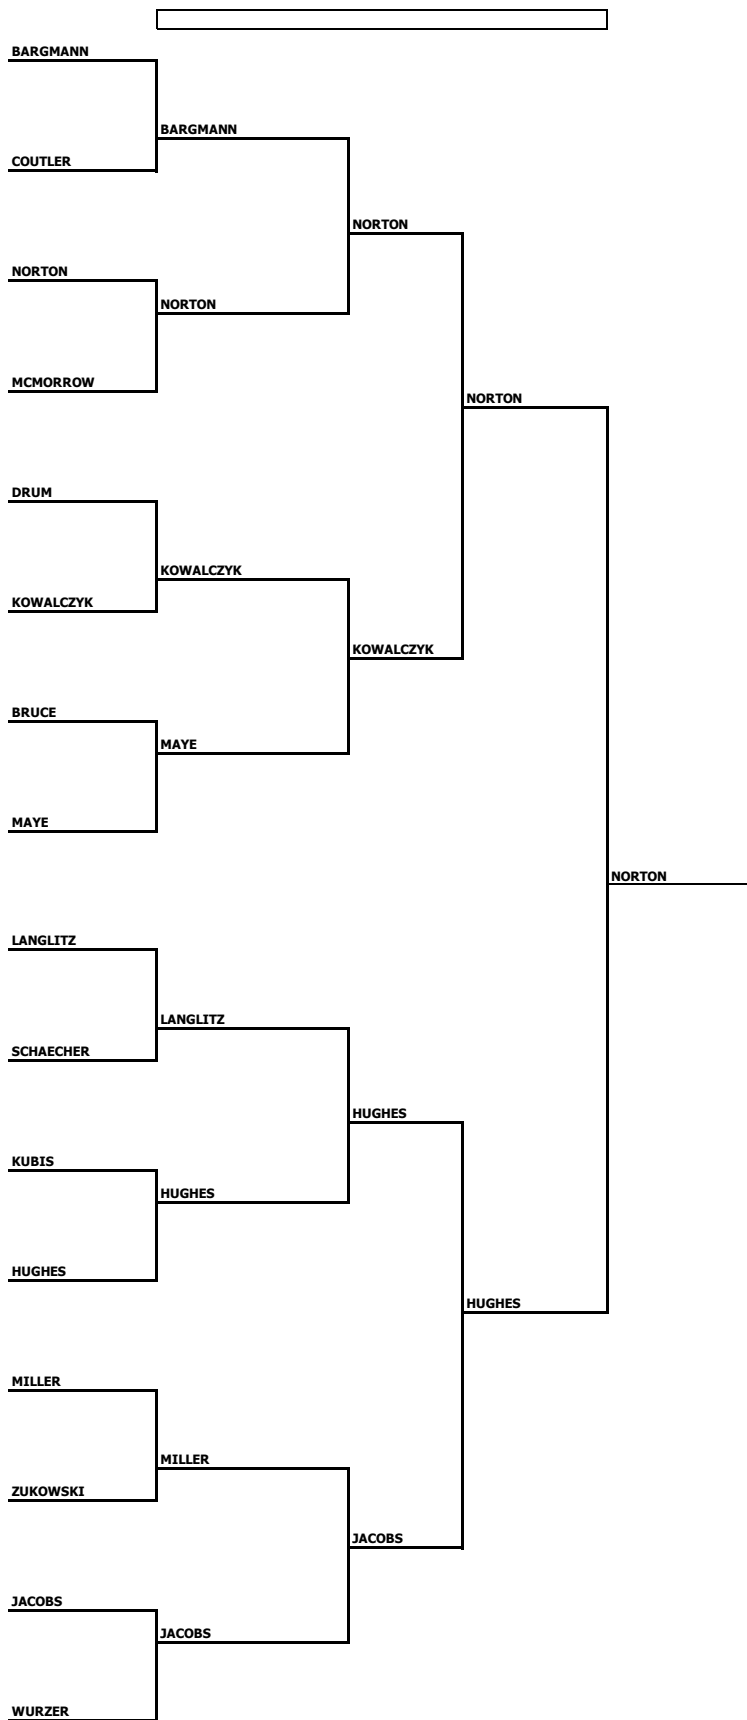 BARGMANN
BARGMANN
COUTLER
NORTON
NORTON
NORTON
MCMORROW
NORTON
DRUM
KOWALCZYK
KOWALCZYK
KOWALCZYK
BRUCE
MAYE
MAYE
NORTON
LANGLITZ
LANGLITZ
SCHAECHER
HUGHES
KUBIS
HUGHES
HUGHES
HUGHES
MILLER
MILLER
ZUKOWSKI
JACOBS
JACOBS
JACOBS
WURZER